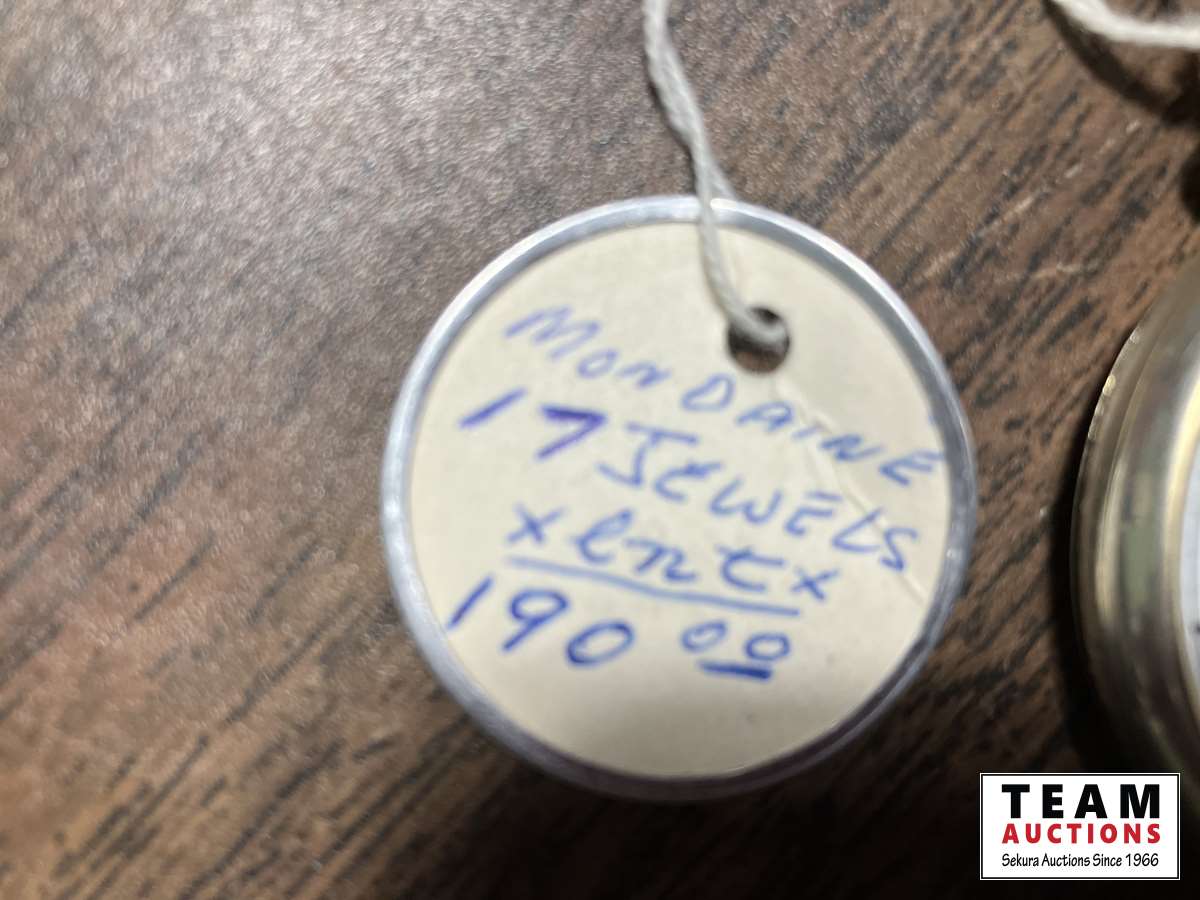 MONDAINE
17 JEWELS
xlntx
190 00
TEAM
AUCTIONS
Sekura Auctions Since 1966